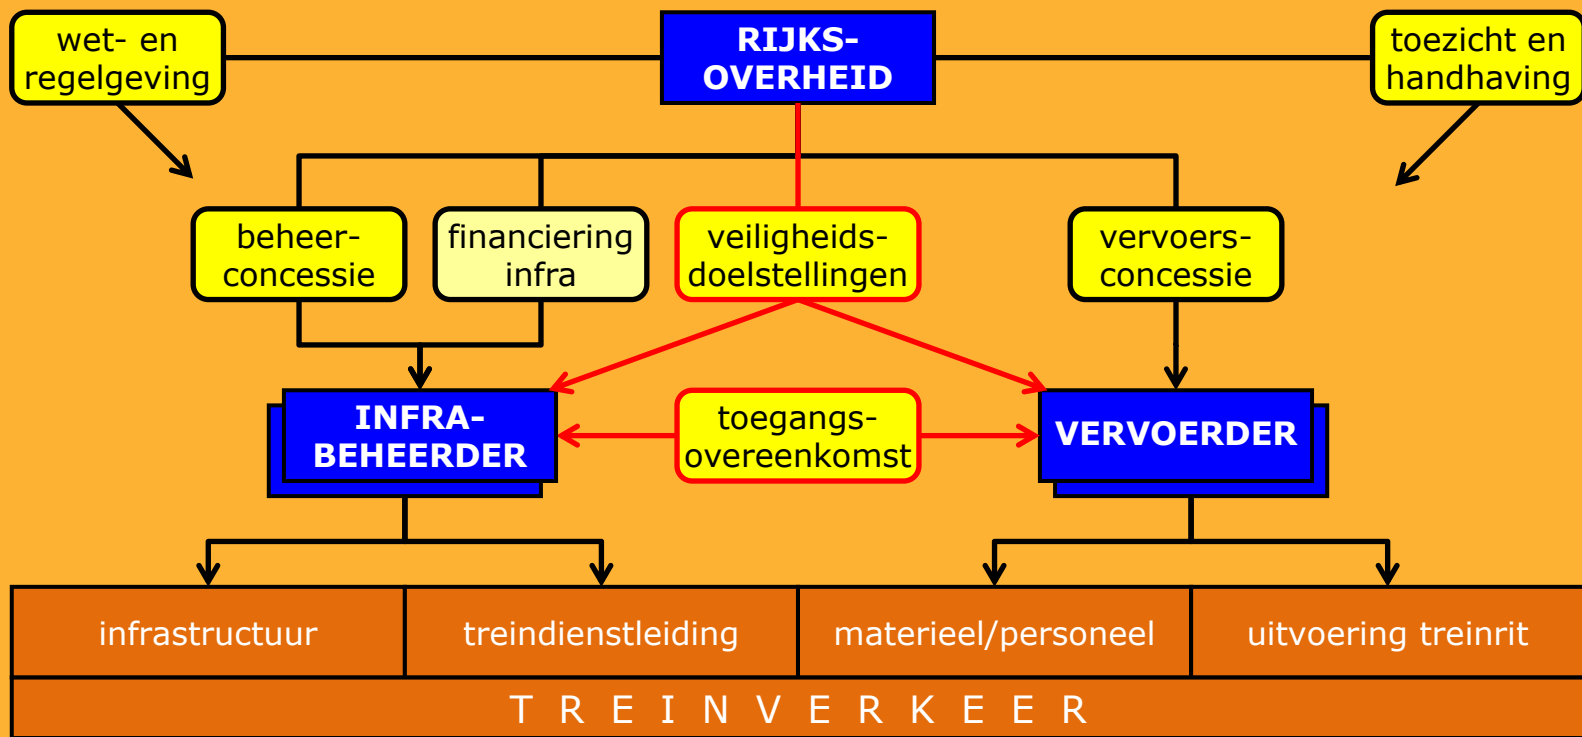 wet- en
regelgeving
RIJKS-
OVERHEID
toezicht en
handhaving
beheer-
concessie
financiering
infra
veiligheids-
doelstellingen
vervoers-
concessie
INFRA-
BEHEERDER
toegangs-
overeenkomst
VERVOERDER
infrastructuur
treindienstleiding
materieel/personeel
uitvoering treinrit
T R E I N V E R K E E R